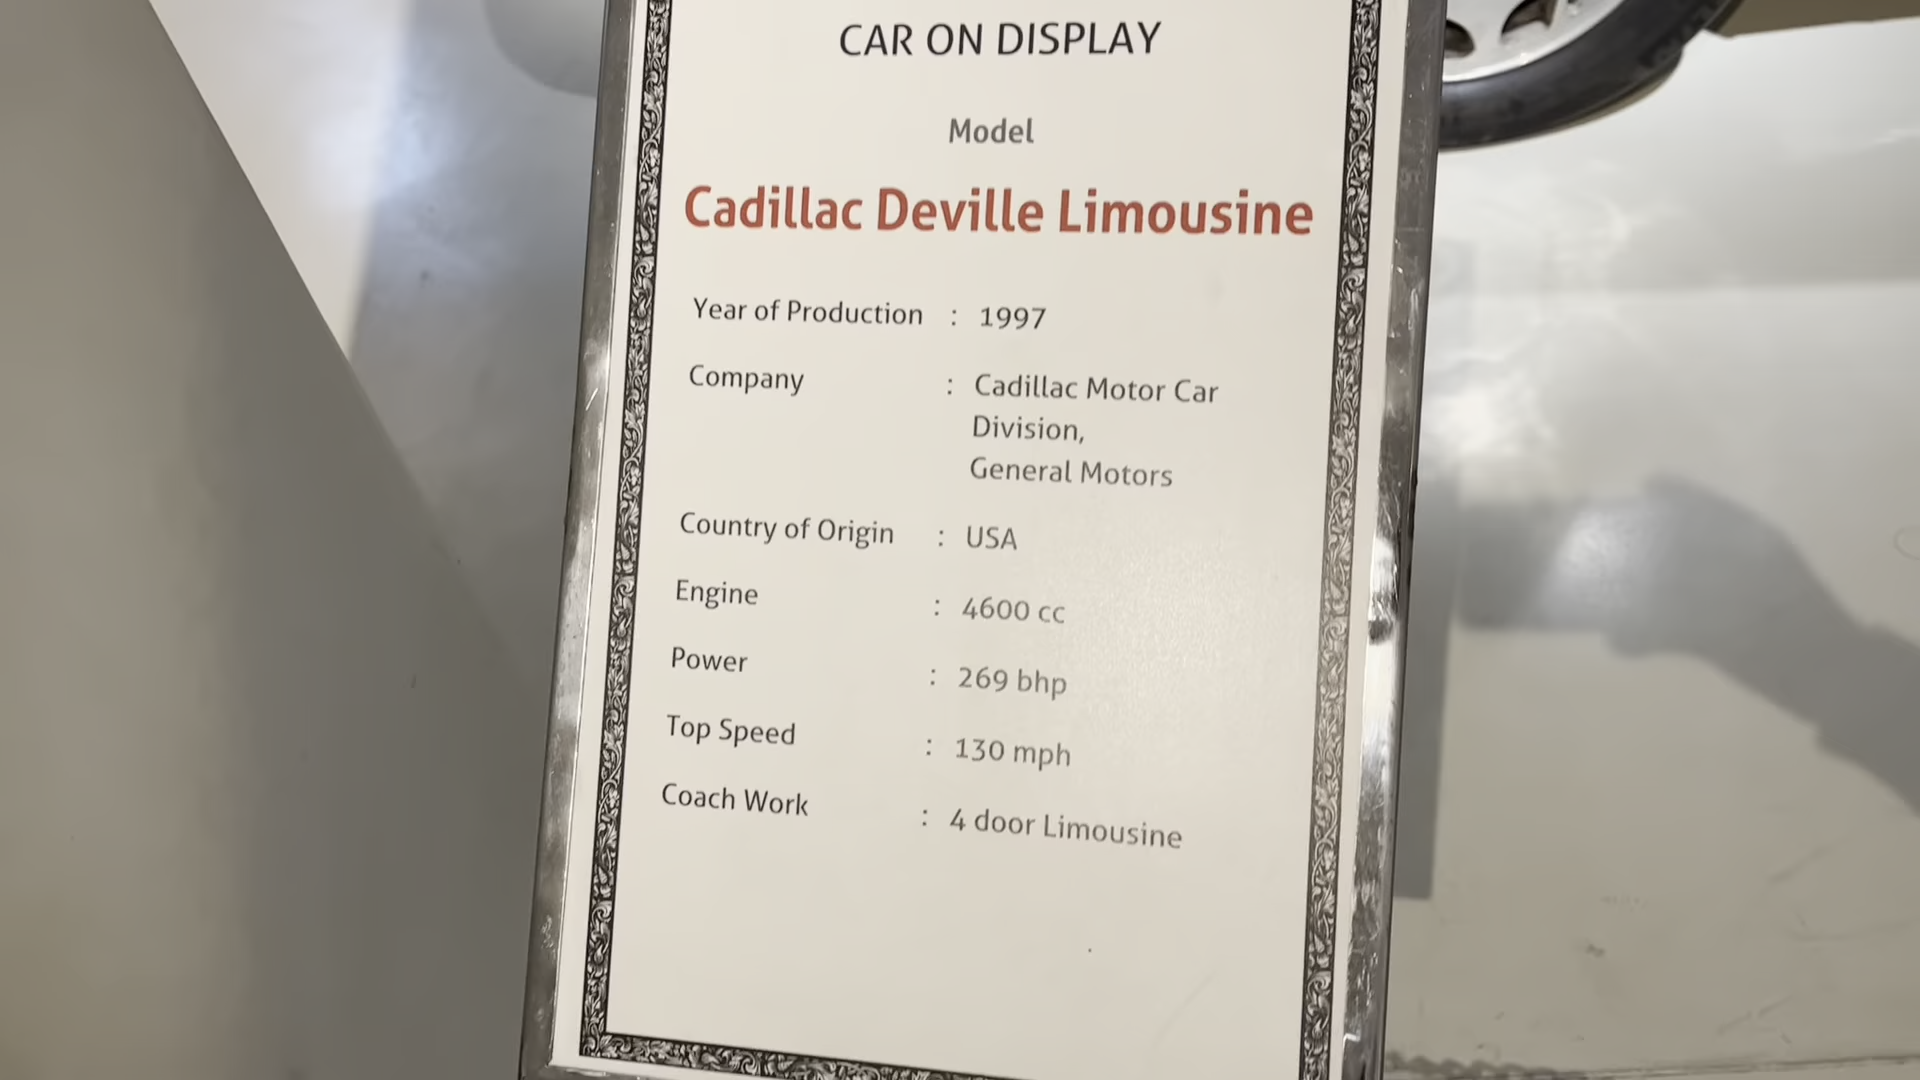 CAR ON DISPLAY
Model
Cadillac Deville Limousine
Year of Production : 1997
Company : Cadillac Motor Car
Division,
General Motors
Country of Origin : USA
Engine : 4600 cc
Power : 269 bhp
Top Speed : 130 mph
Coach Work : 4 door Limousine